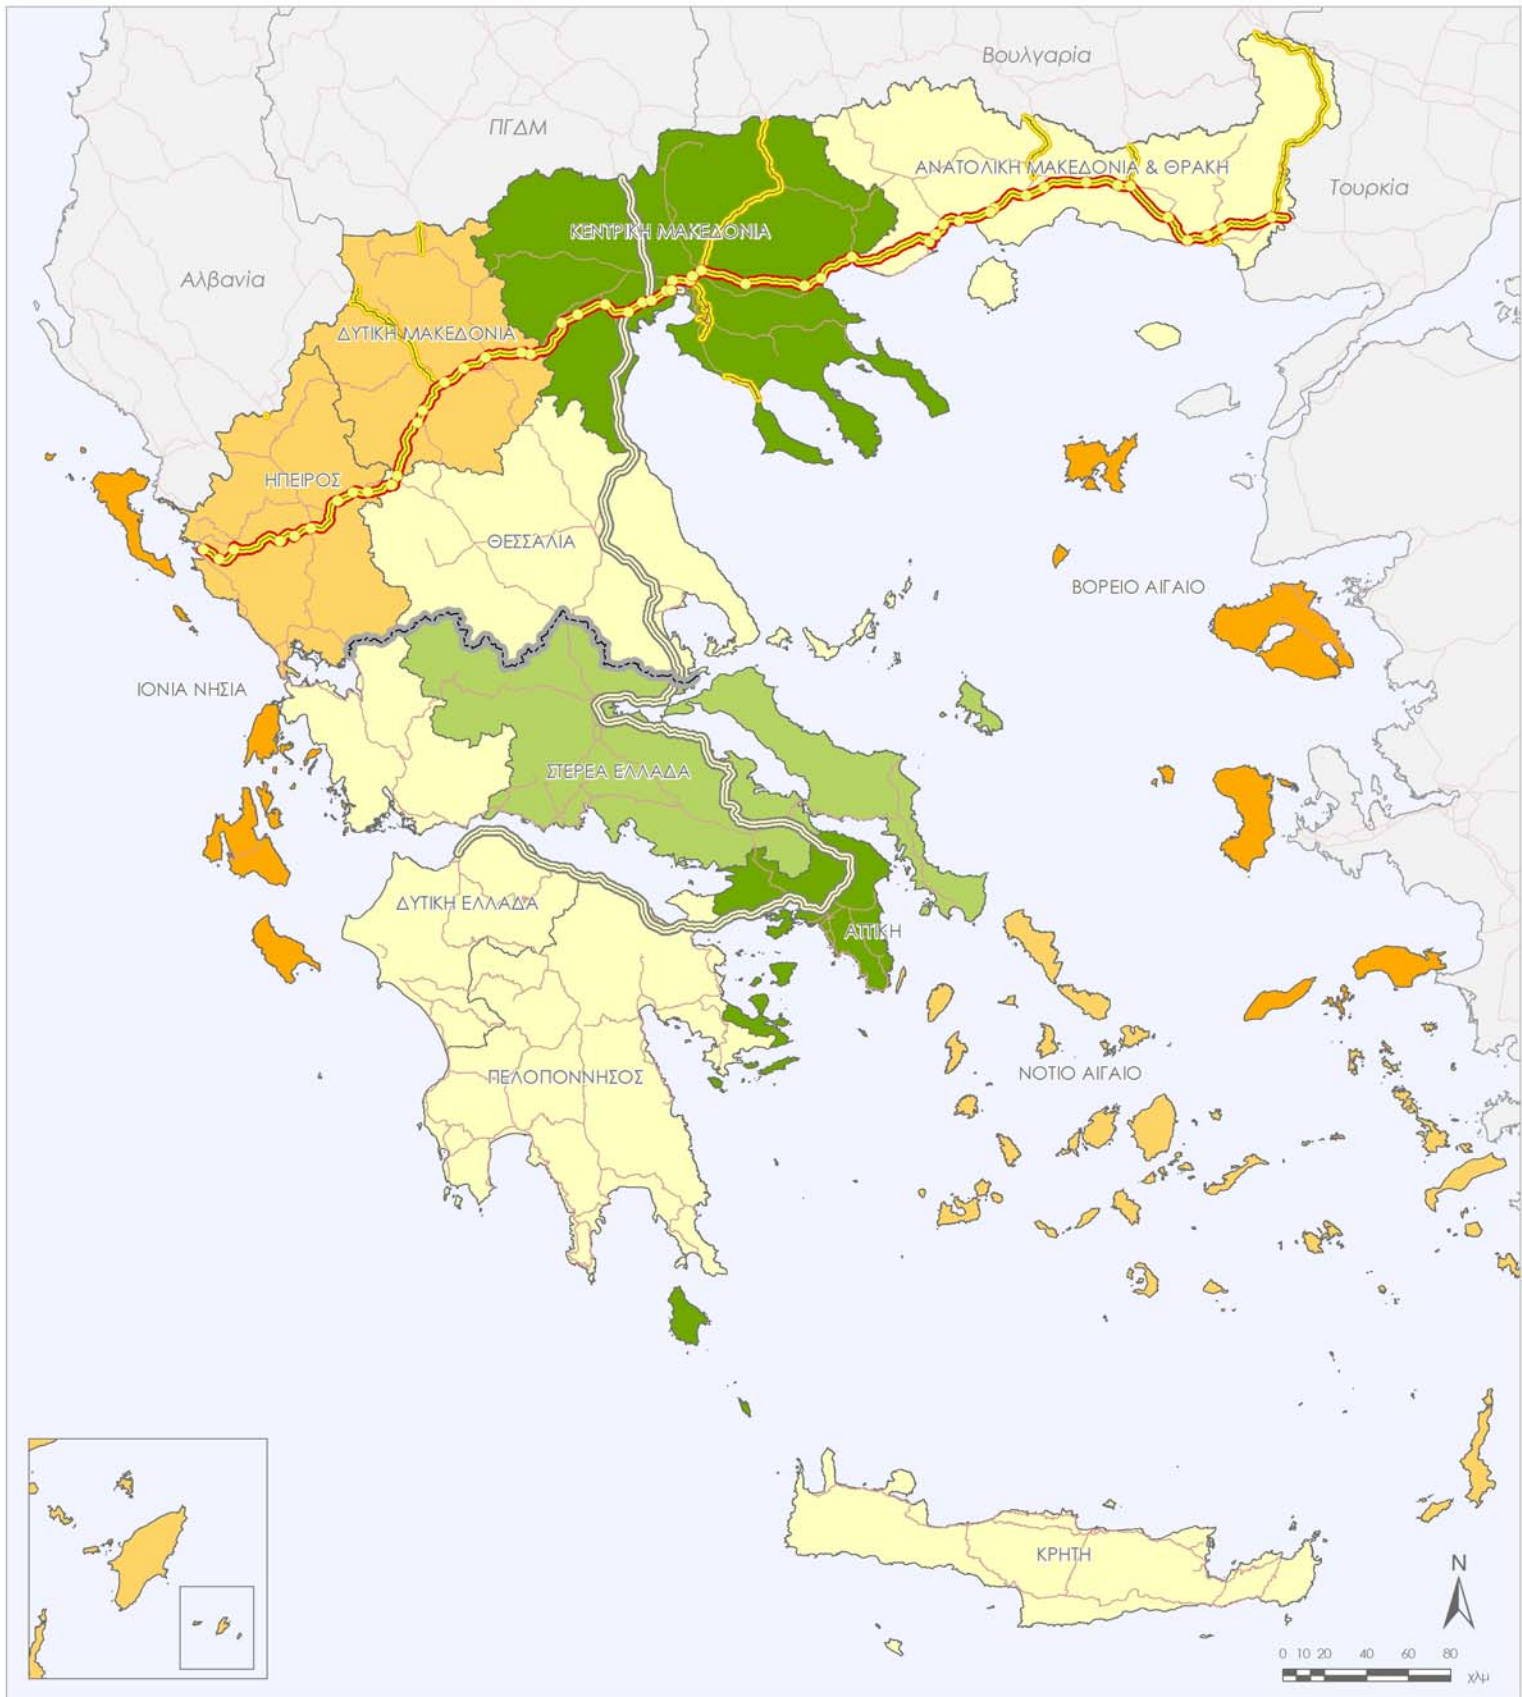 Βουλγαρία
ΠΓΔΜ
ΑΝΑΤΟΛΙΚΗ ΜΑΚΕΔΟΝΙΑ & ΘΡΑΚΗ
Τουρκία
ΚΕΝΤΡΙΚΗ ΜΑΚΕΔΟΝΙΑ
Αλβανία
ΔΥΤΙΚΗ ΜΑΚΕΔΟΝΙΑ
ΗΠΕΙΡΟΣ
ΘΕΣΣΑΛΙΑ
ΒΟΡΕΙΟ ΑΙΓΑΙΟ
ΙΟΝΙΑ ΝΗΣΙΑ
ΣΤΕΡΕΑ ΕΛΛΑΔΑ
ΔΥΤΙΚΗ ΕΛΛΑΔΑ
ΑΤΤΙΚΗ
ΝΟΤΙΟ ΑΙΓΑΙΟ
ΠΕΛΟΠΟΝΝΗΣΟΣ
ΚΡΗΤΗ
N
0 10 20 40 60 80
χλμ